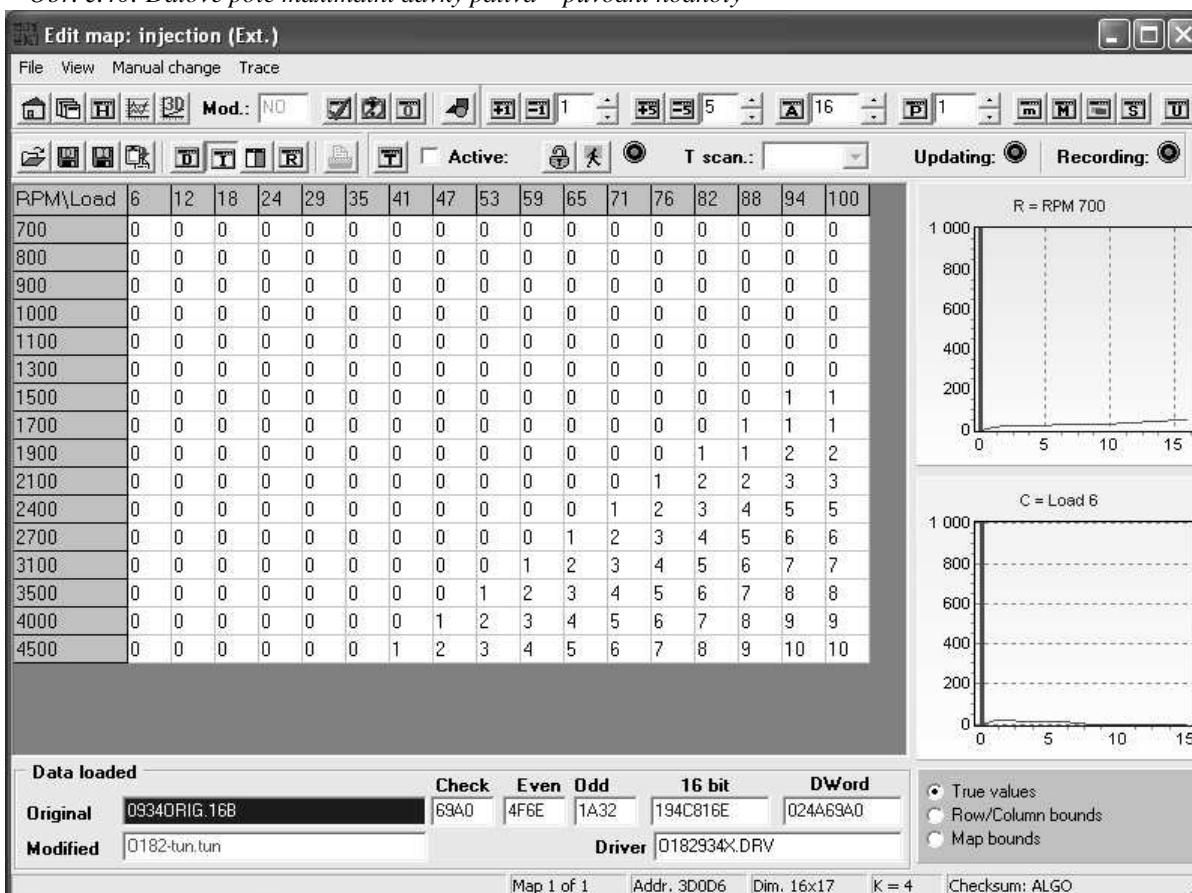 Edit map: injection (Ext.)
File View Manual change Trace
H 3D Mod.: NO 1 5 A 16 P 1 m M S U
D T R T Active: T scan.: Updating: Recording:
RPM\Load 6 12 18 24 29 35 41 47 53 59 65 71 76 82 88 94 100
700 0 0 0 0 0 0 0 0 0 0 0 0 0 0 0 0 0
800 0 0 0 0 0 0 0 0 0 0 0 0 0 0 0 0 0
900 0 0 0 0 0 0 0 0 0 0 0 0 0 0 0 0 0
1000 0 0 0 0 0 0 0 0 0 0 0 0 0 0 0 0 0
1100 0 0 0 0 0 0 0 0 0 0 0 0 0 0 0 0 0
1300 0 0 0 0 0 0 0 0 0 0 0 0 0 0 0 0 0
1500 0 0 0 0 0 0 0 0 0 0 0 0 0 0 0 1 1
1700 0 0 0 0 0 0 0 0 0 0 0 0 0 0 1 1 1
1900 0 0 0 0 0 0 0 0 0 0 0 0 0 1 1 2 2
2100 0 0 0 0 0 0 0 0 0 0 0 0 1 2 2 3 3
2400 0 0 0 0 0 0 0 0 0 0 0 1 2 3 4 5 5
2700 0 0 0 0 0 0 0 0 0 0 1 2 3 4 5 6 6
3100 0 0 0 0 0 0 0 0 0 1 2 3 4 5 6 7 7
3500 0 0 0 0 0 0 0 0 1 2 3 4 5 6 7 8 8
4000 0 0 0 0 0 0 0 1 2 3 4 5 6 7 8 9 9
4500 0 0 0 0 0 0 1 2 3 4 5 6 7 8 9 10 10
R = RPM 700
1 000
800
600
400
200
0
0 5 10 15
C = Load 6
1 000
800
600
400
200
0
0 5 10 15
Data loaded
Check Even Odd 16 bit DWord
Original 0934ORIG.16B 69A0 4F6E 1A32 194C816E 024A69A0
Modified O182-tun.tun Driver O182934X.DRV
True values
Row/Column bounds
Map bounds
Map 1 of 1 Addr. 3D0D6 Dim. 16x17 K = 4 Checksum: ALGO